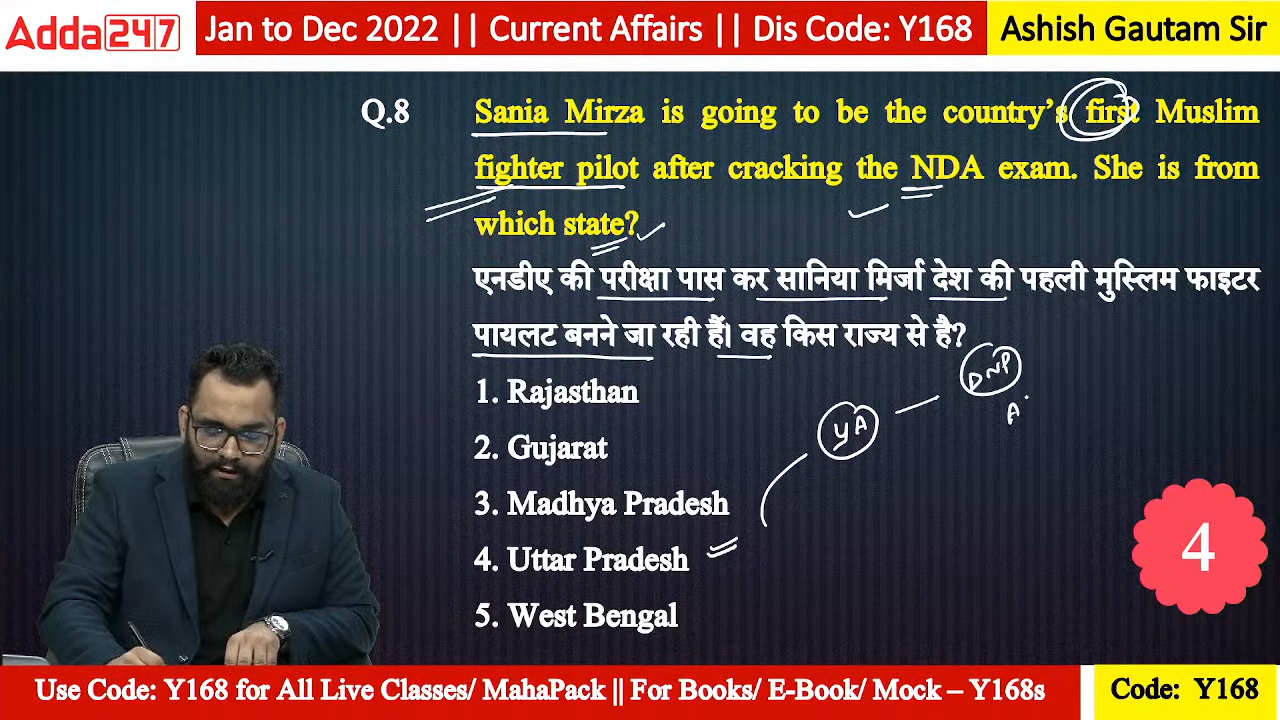 Adda247 Jan to Dec 2022 || Current Affairs || Dis Code: Y168 Ashish Gautam Sir
Q.8 Sania Mirza is going to be the country's first Muslim
fighter pilot after cracking the NDA exam. She is from
which state?
एनडीए की परीक्षा पास कर सानिया मिर्जा देश की पहली मुस्लिम फाइटर
पायलट बनने जा रही हैं। वह किस राज्य से है?
1. Rajasthan
2. Gujarat
3. Madhya Pradesh
4. Uttar Pradesh
5. West Bengal
YA
DNP
A
4
Use Code: Y168 for All Live Classes/ MahaPack || For Books/ E-Book/ Mock – Y168s Code: Y168